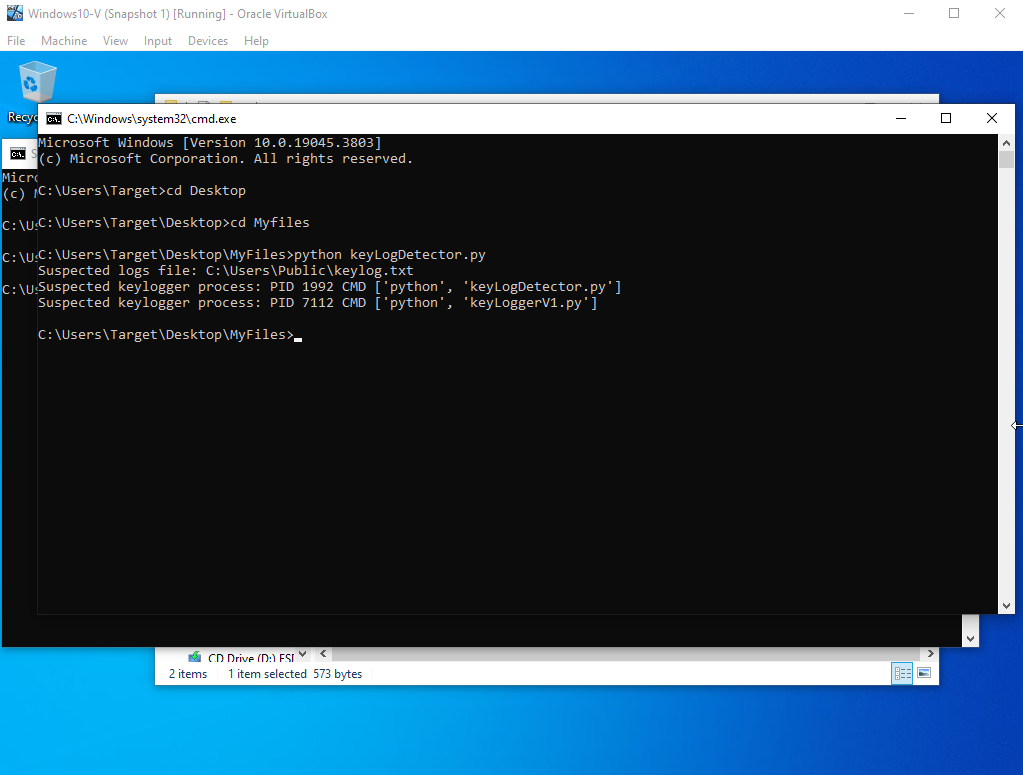 Windows10-V (Snapshot 1) [Running] - Oracle VirtualBox
File Machine View Input Devices Help
Recyc
C:\Windows\system32\cmd.exe
Microsoft Windows [Version 10.0.19045.3803]
(c) Microsoft Corporation. All rights reserved.
C:\Users\Target>cd Desktop
C:\Users\Target\Desktop>cd Myfiles
C:\Users\Target\Desktop\MyFiles>python keyLogDetector.py
Suspected logs file: C:\Users\Public\keylog.txt
Suspected keylogger process: PID 1992 CMD ['python', 'keyLogDetector.py']
Suspected keylogger process: PID 7112 CMD ['python', 'keyLoggerV1.py']
C:\Users\Target\Desktop\MyFiles>
Micro
(c)
C:\Us
C:\Us
C:\Us
CD Drive (D:) ESI
2 items 1 item selected 573 bytes